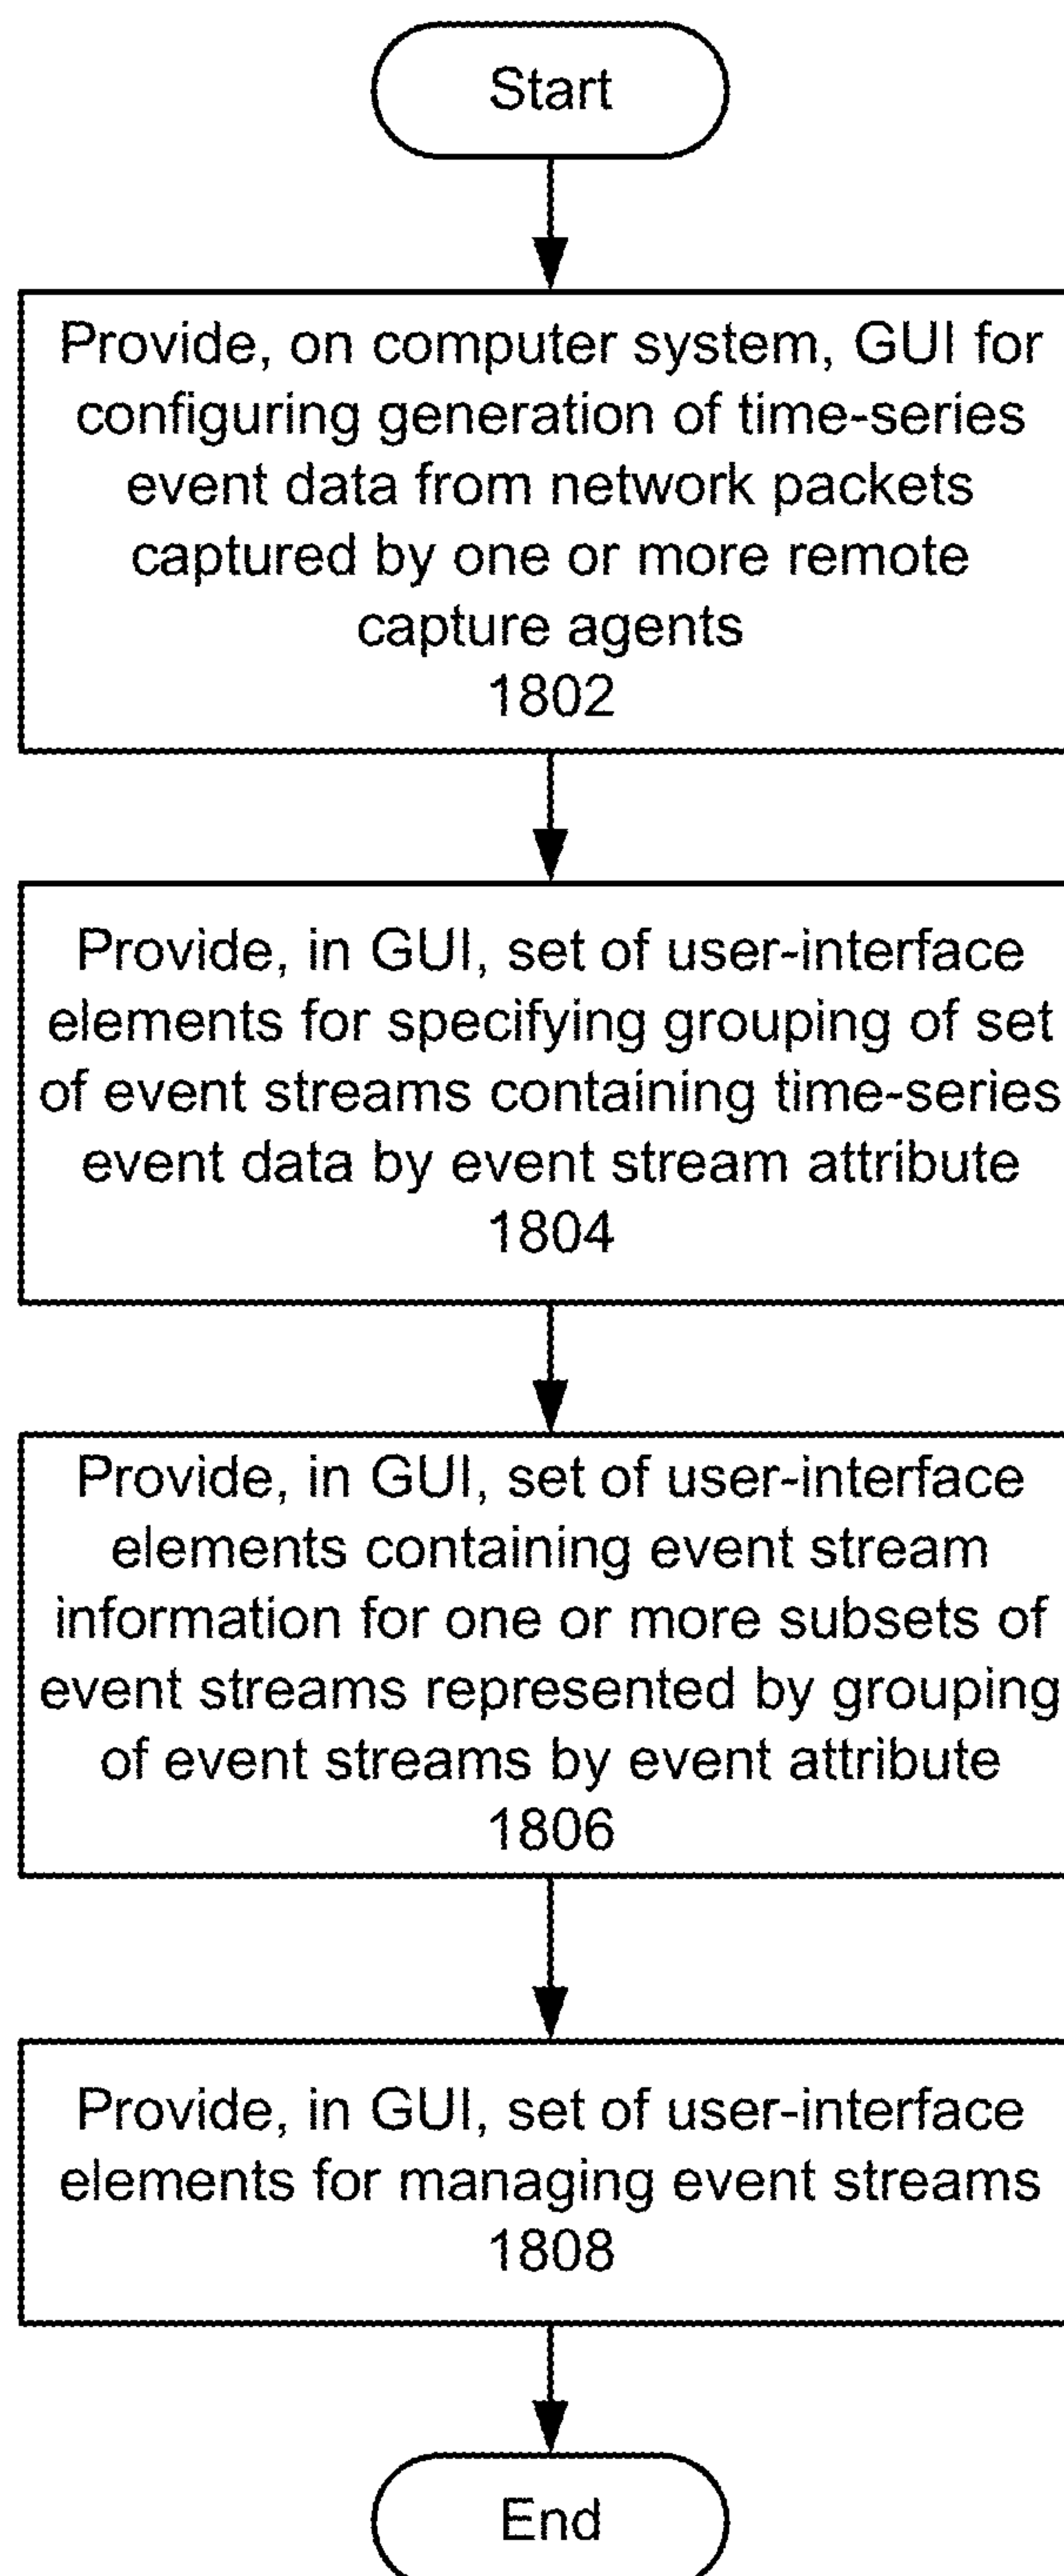 Start
Provide, on computer system, GUI for
configuring generation of time-series
event data from network packets
captured by one or more remote
capture agents
1802
Provide, in GUI, set of user-interface
elements for specifying grouping of set
of event streams containing time-series
event data by event stream attribute
1804
Provide, in GUI, set of user-interface
elements containing event stream
information for one or more subsets of
event streams represented by grouping
of event streams by event attribute
1806
Provide, in GUI, set of user-interface
elements for managing event streams
1808
End